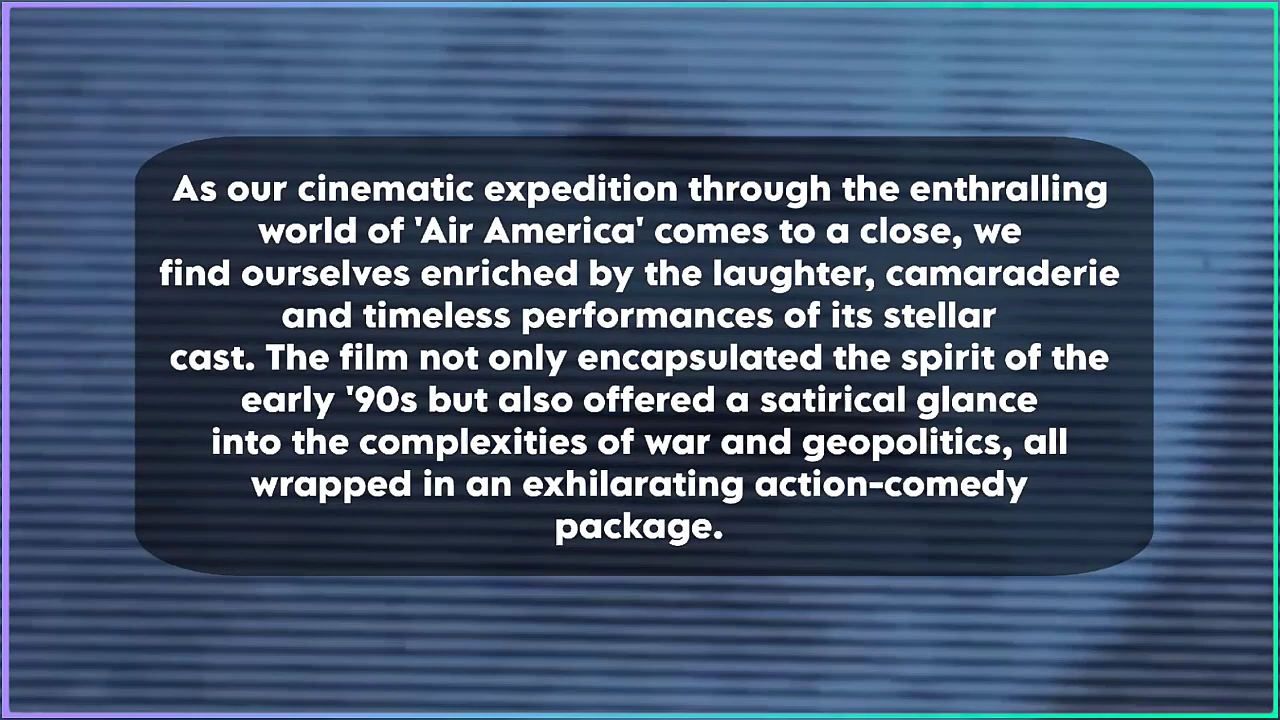 As our cinematic expedition through the enthralling
world of 'Air America' comes to a close, we
find ourselves enriched by the laughter, camaraderie
and timeless performances of its stellar
cast. The film not only encapsulated the spirit of the
early '90s but also offered a satirical glance
into the complexities of war and geopolitics, all
wrapped in an exhilarating action-comedy
package.